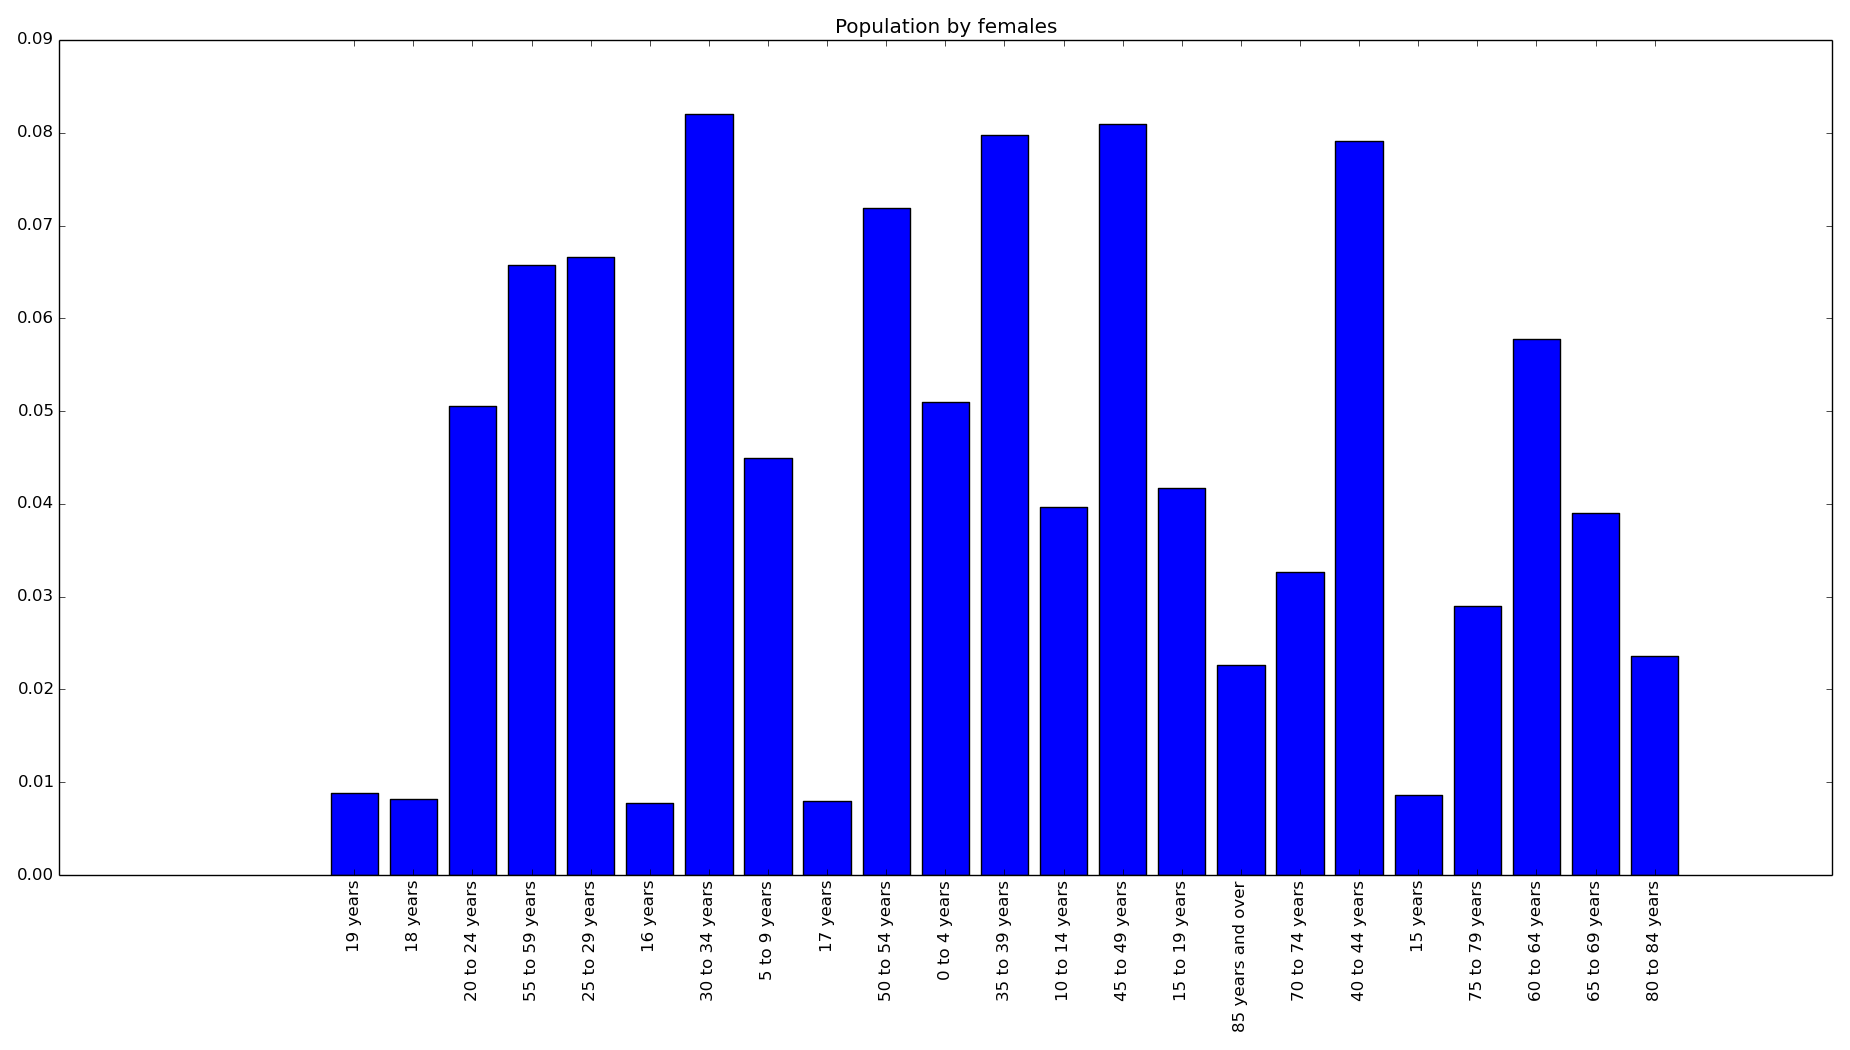 Population by females
0.09
0.08
0.07
0.06
0.05
0.04
0.03
0.02
0.01
0.00
19 years
18 years
20 to 24 years
55 to 59 years
25 to 29 years
16 years
30 to 34 years
5 to 9 years
17 years
50 to 54 years
0 to 4 years
35 to 39 years
10 to 14 years
45 to 49 years
15 to 19 years
85 years and over
70 to 74 years
40 to 44 years
15 years
75 to 79 years
60 to 64 years
65 to 69 years
80 to 84 years